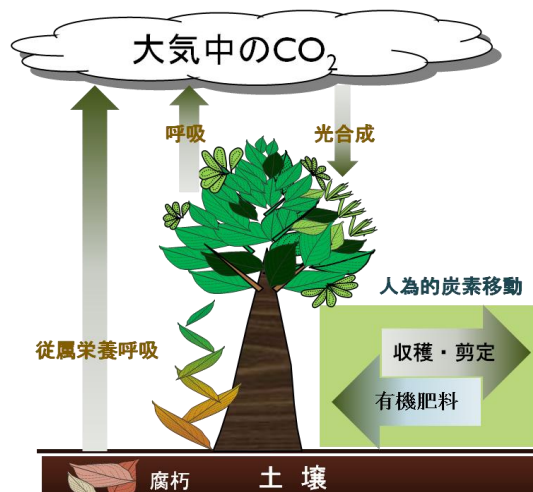 大気中のCO₂
呼吸
光合成
人為的炭素移動
従属栄養呼吸
収穫・剪定
有機肥料
腐朽
土壌